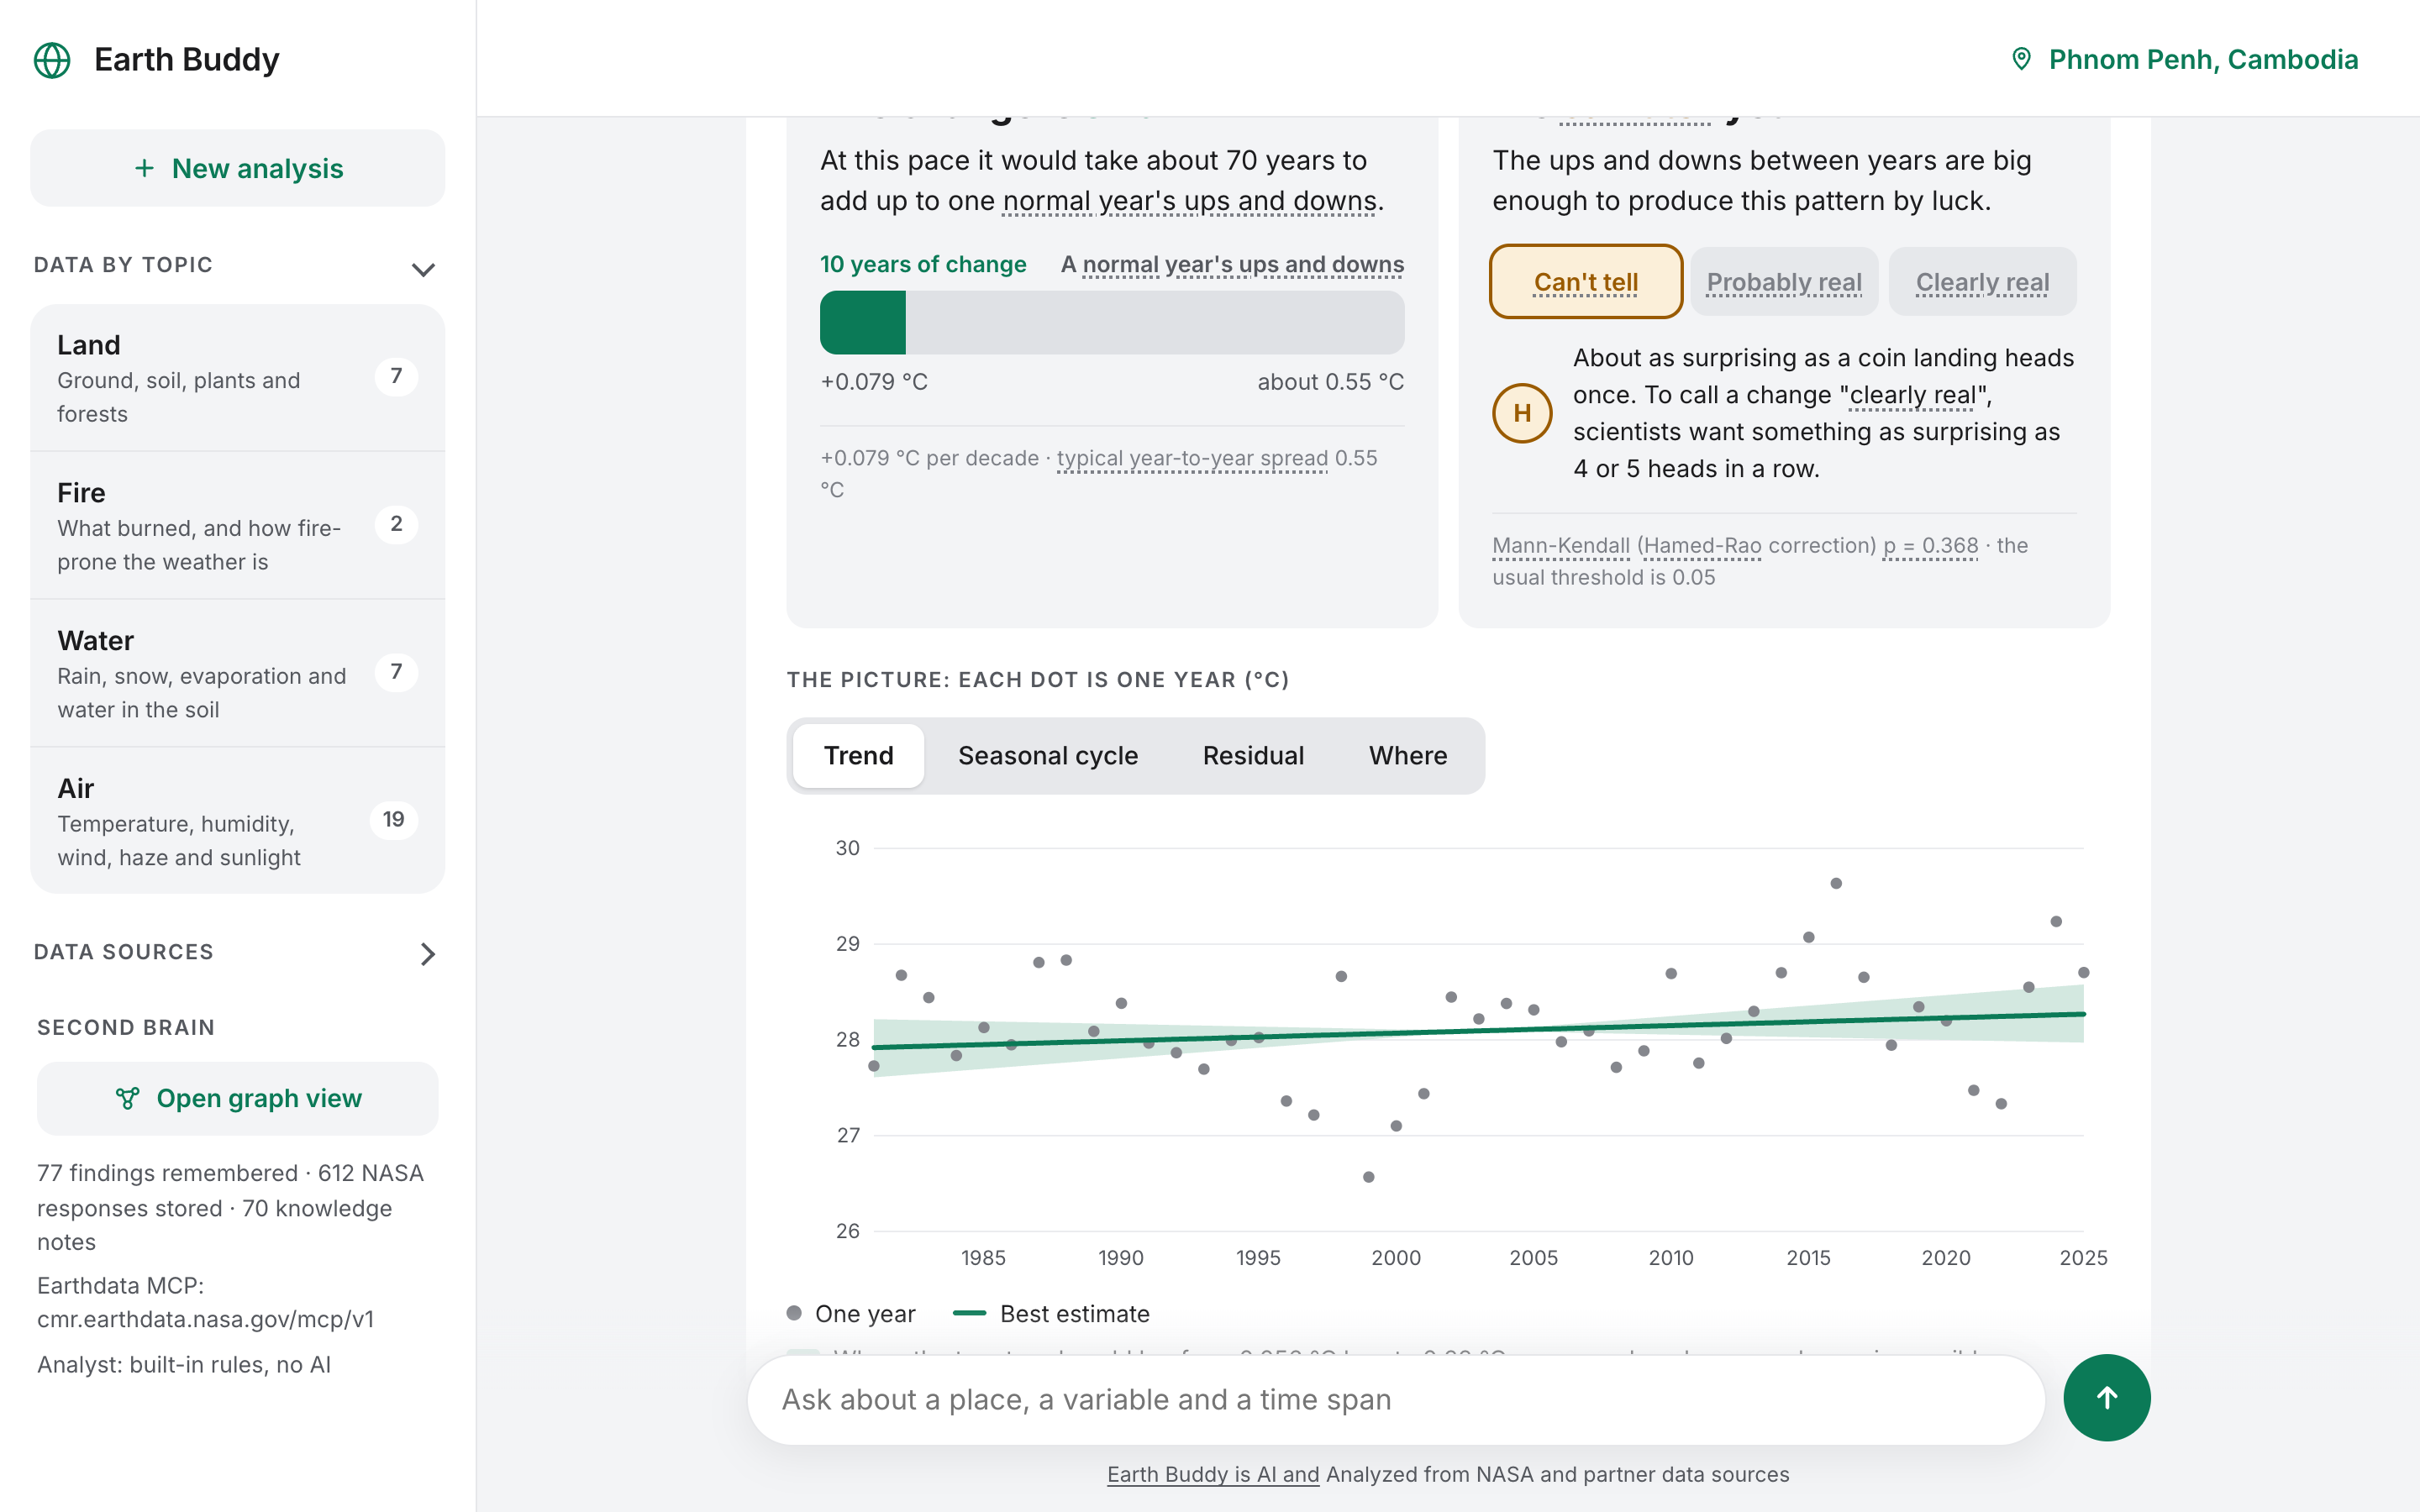 Earth Buddy
Phnom Penh, Cambodia
New analysis
DATA BY TOPIC
Land
Ground, soil, plants and
forests
7
Fire
What burned, and how fire-
prone the weather is
2
Water
Rain, snow, evaporation and
water in the soil
7
Air
Temperature, humidity,
wind, haze and sunlight
19
DATA SOURCES
SECOND BRAIN
Open graph view
77 findings remembered · 612 NASA
responses stored · 70 knowledge
notes
Earthdata MCP:
cmr.earthdata.nasa.gov/mcp/v1
Analyst: built-in rules, no AI
At this pace it would take about 70 years to
add up to one normal year's ups and downs.
10 years of change
A normal year's ups and downs
+0.079 °C
about 0.55 °C
+0.079 °C per decade · typical year-to-year spread 0.55
°C
The ups and downs between years are big
enough to produce this pattern by luck.
Can't tell
Probably real
Clearly real
H
About as surprising as a coin landing heads
once. To call a change "clearly real",
scientists want something as surprising as
4 or 5 heads in a row.
Mann-Kendall (Hamed-Rao correction) p = 0.368 · the
usual threshold is 0.05
THE PICTURE: EACH DOT IS ONE YEAR (°C)
Trend
Seasonal cycle
Residual
Where
30
29
28
27
26
1985
1990
1995
2000
2005
2010
2015
2020
2025
One year
Best estimate
Ask about a place, a variable and a time span
Earth Buddy is AI and Analyzed from NASA and partner data sources